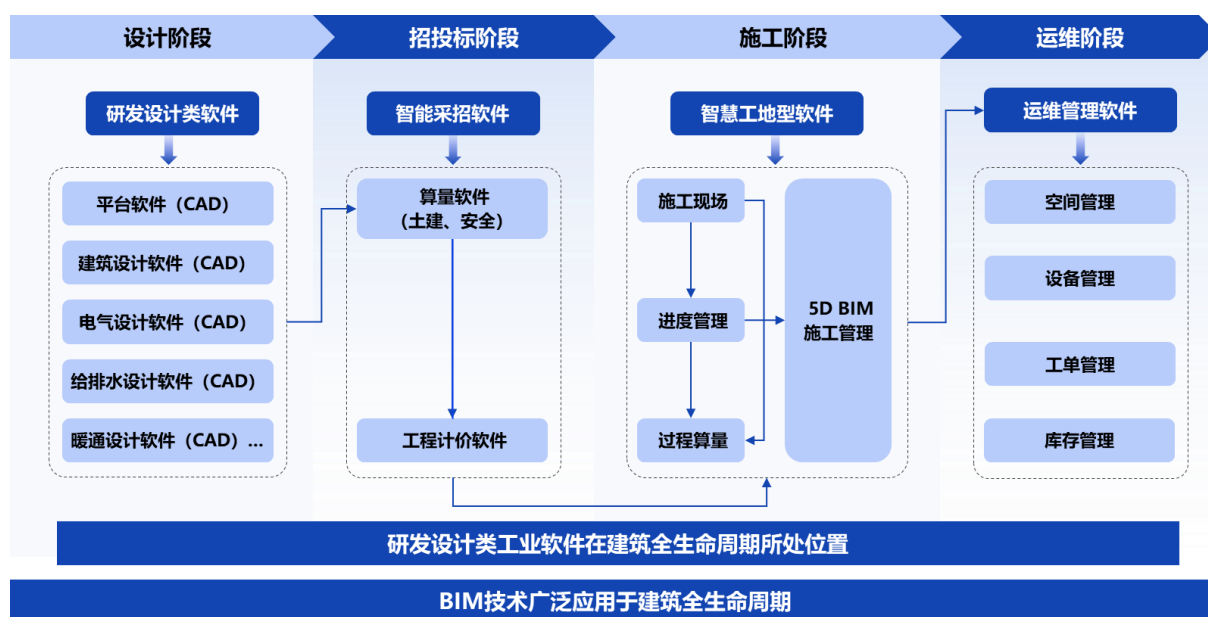 设计阶段
招投标阶段
施工阶段
运维阶段
研发设计类软件
平台软件（CAD）
建筑设计软件（CAD）
电气设计软件（CAD）
给排水设计软件（CAD）
暖通设计软件（CAD）...
智能采招软件
算量软件
（土建、安全）
工程计价软件
智慧工地型软件
施工现场
进度管理
过程算量
5D BIM
施工管理
运维管理软件
空间管理
设备管理
工单管理
库存管理
研发设计类工业软件在建筑全生命周期所处位置
BIM技术广泛应用于建筑全生命周期